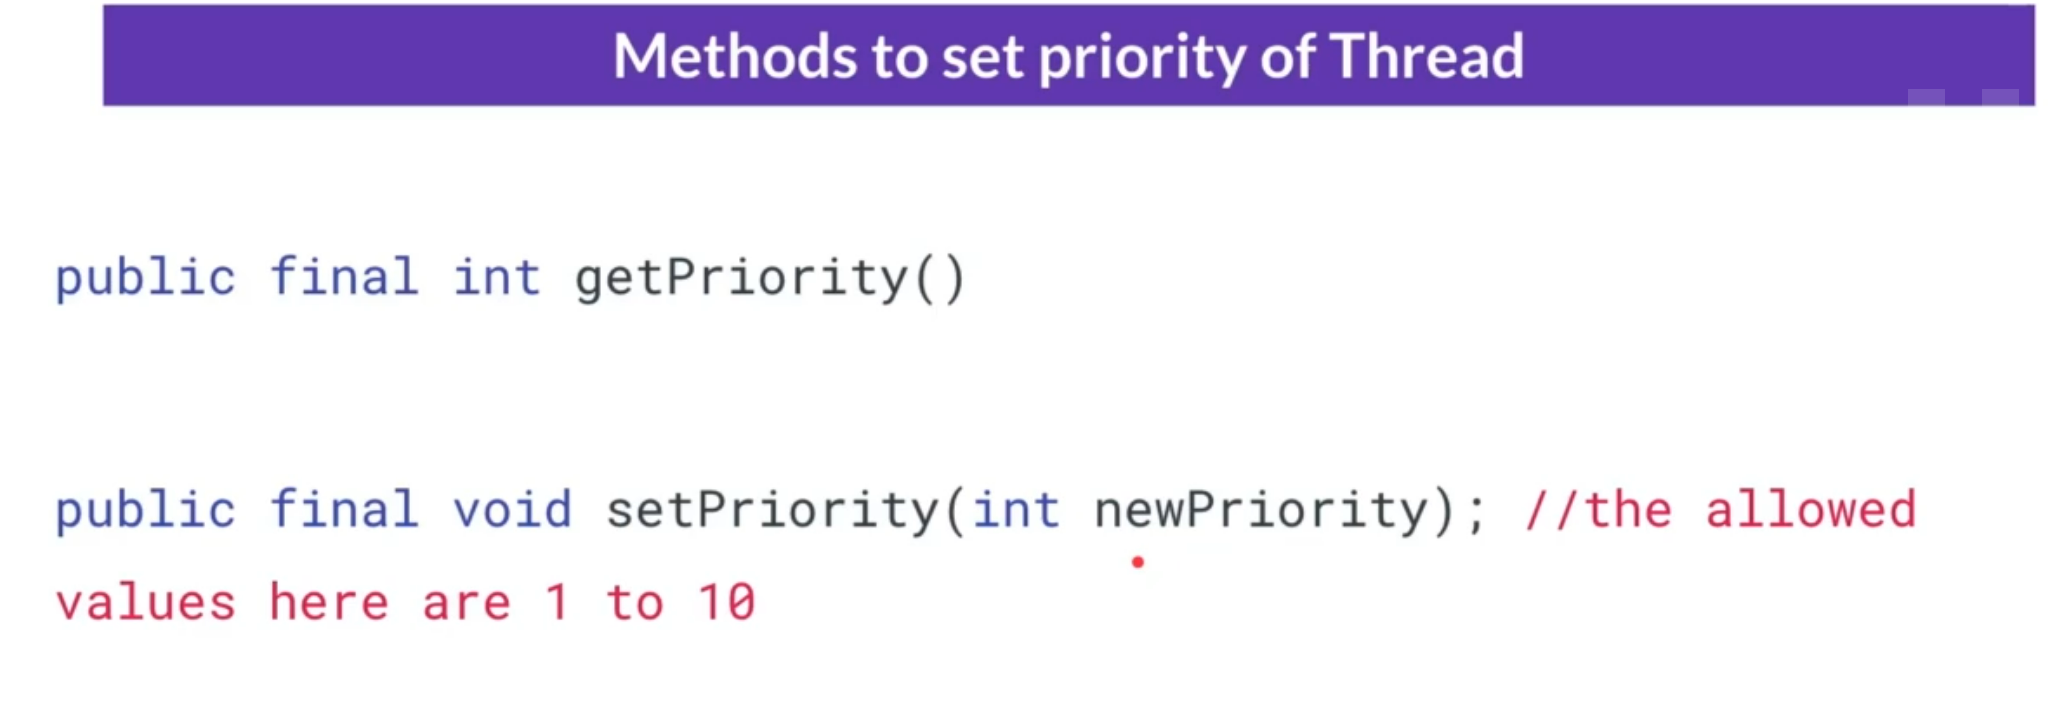 Methods to set priority of Thread
public final int getPriority()
public final void setPriority(int newPriority); //the allowed
values here are 1 to 10